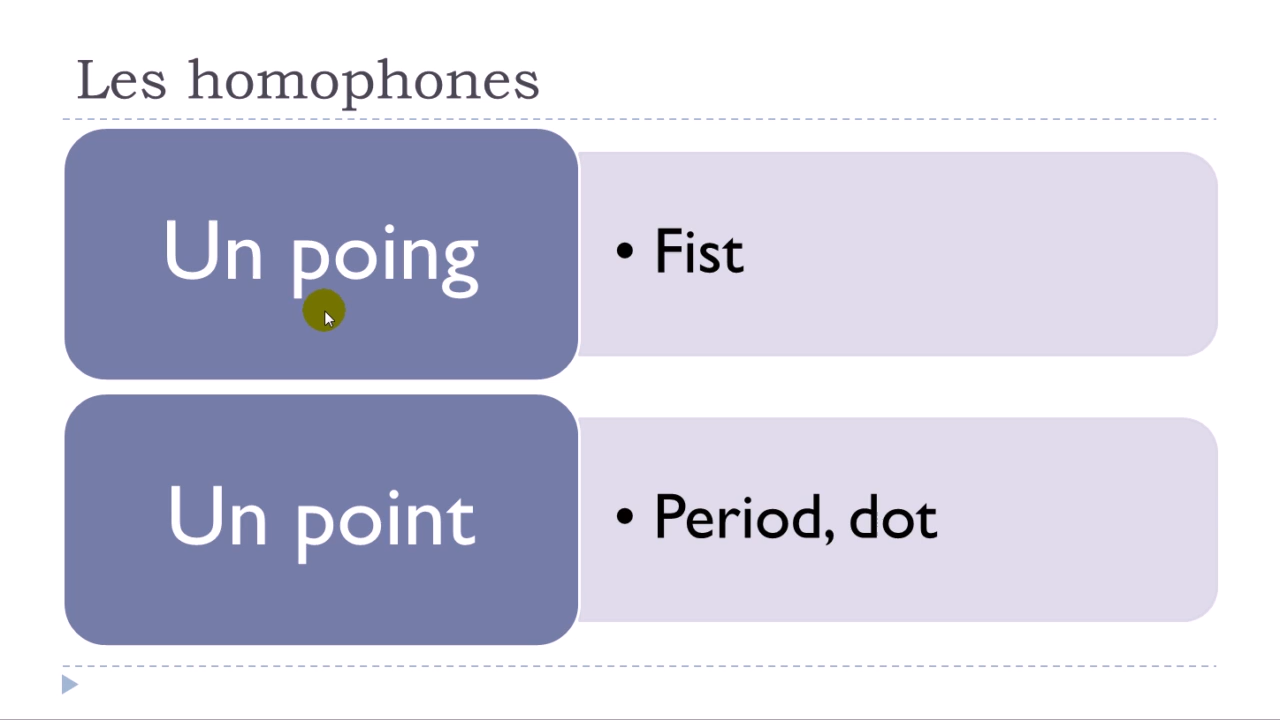 Les homophones
Un poing
• Fist
Un point
• Period, dot